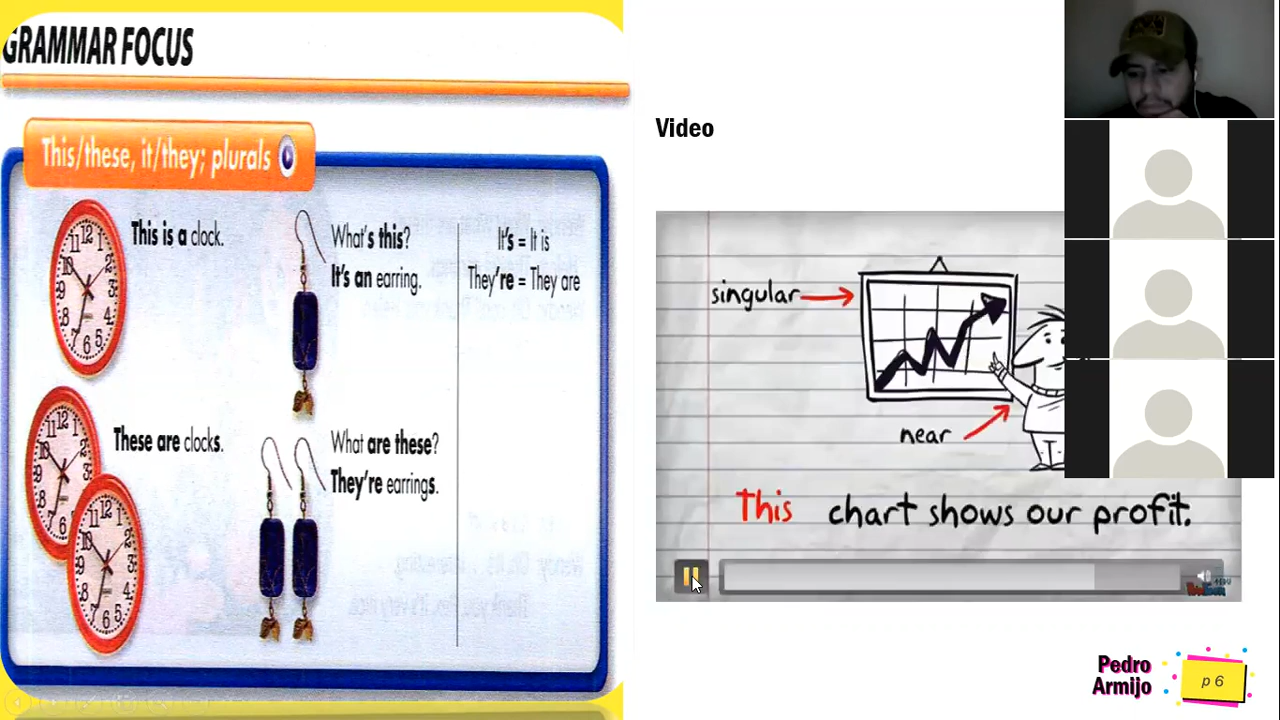 GRAMMAR FOCUS
This/these, it/they; plurals
This is a clock.
What's this?
It's an earring.
It's = It is
They're = They are
These are clocks.
What are these?
They're earrings.
Video
singular
near
This chart shows our profit.
Pedro
Armijo
p 6